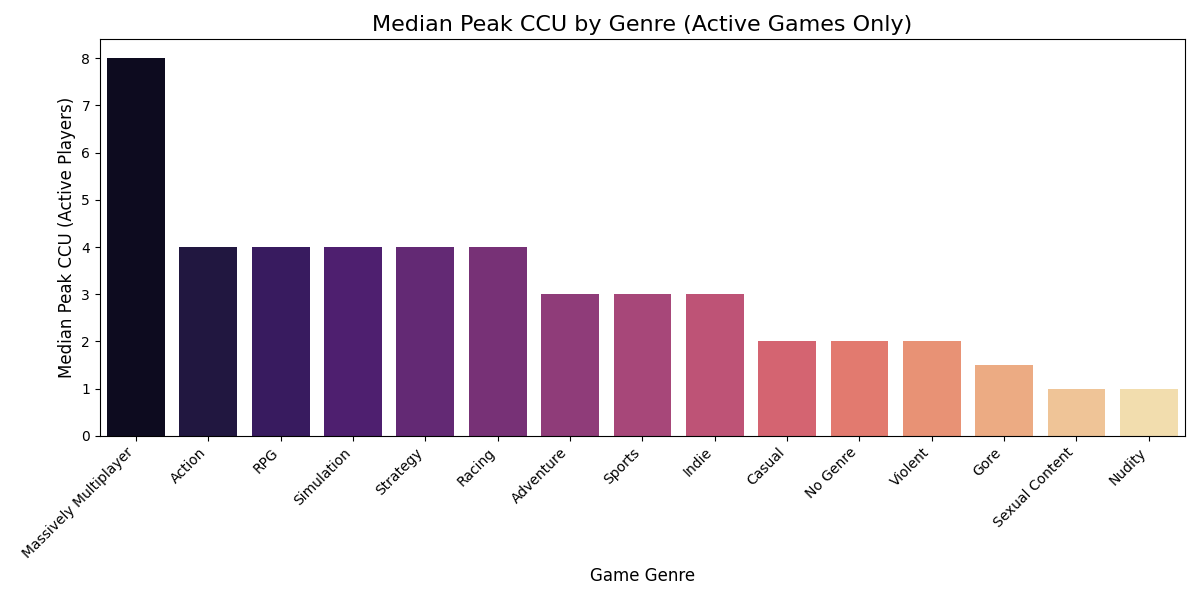 Median Peak CCU by Genre (Active Games Only)
Median Peak CCU (Active Players)
8
7
6
5
4
3
2
1
0
Massively Multiplayer
Action
RPG
Simulation
Strategy
Racing
Adventure
Sports
Indie
Casual
No Genre
Violent
Gore
Sexual Content
Nudity
Game Genre